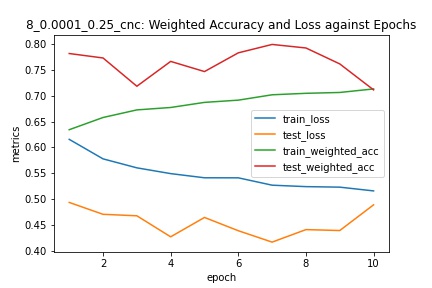 8_0.0001_0.25_cnc: Weighted Accuracy and Loss against Epochs
0.80
0.75
0.70
0.65
0.60
0.55
0.50
0.45
0.40
metrics
train_loss
test_loss
train_weighted_acc
test_weighted_acc
2 4 6 8 10
epoch